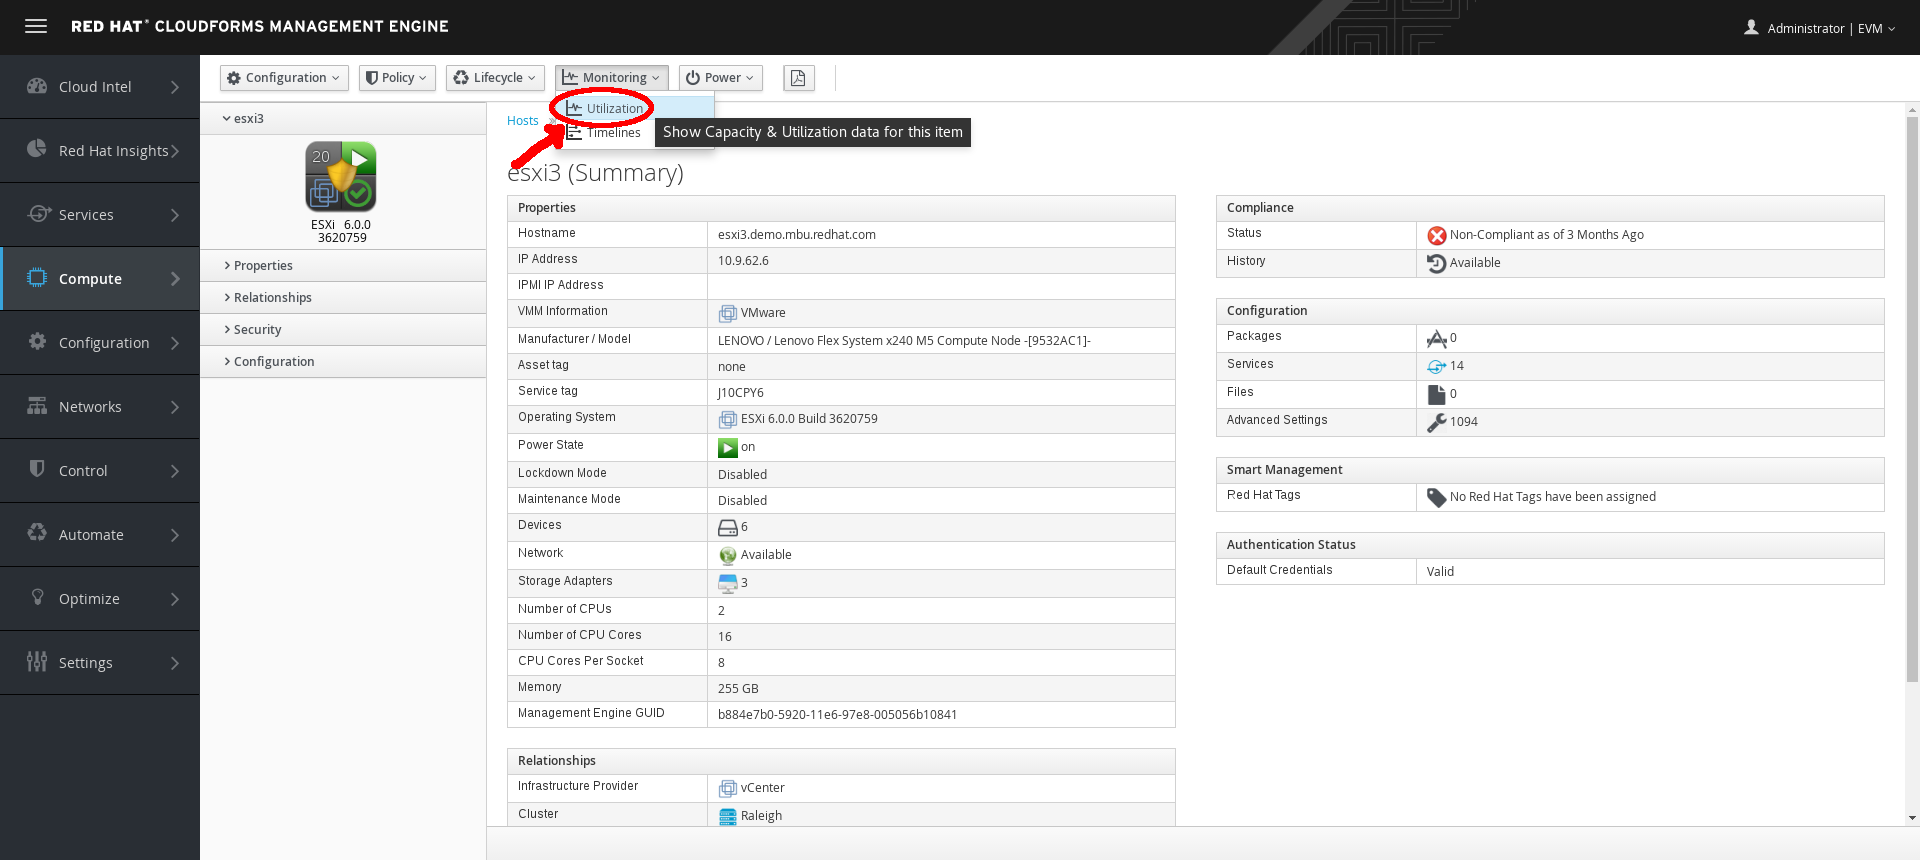 RED HAT® CLOUDFORMS MANAGEMENT ENGINE
Administrator | EVM
Cloud Intel
Red Hat Insights
Services
Compute
Configuration
Networks
Control
Automate
Optimize
Settings
Configuration
Policy
Lifecycle
Monitoring
Power
Utilization
Timelines
Show Capacity & Utilization data for this item
esxi3
20
ESXi 6.0.0
3620759
Properties
Relationships
Security
Configuration
Hosts »
esxi3 (Summary)
Properties
Hostname esxi3.demo.mbu.redhat.com
IP Address 10.9.62.6
IPMI IP Address
VMM Information VMware
Manufacturer / Model LENOVO / Lenovo Flex System x240 M5 Compute Node -[9532AC1]-
Asset tag none
Service tag J10CPY6
Operating System ESXi 6.0.0 Build 3620759
Power State on
Lockdown Mode Disabled
Maintenance Mode Disabled
Devices 6
Network Available
Storage Adapters 3
Number of CPUs 2
Number of CPU Cores 16
CPU Cores Per Socket 8
Memory 255 GB
Management Engine GUID b884e7b0-5920-11e6-97e8-005056b10841
Relationships
Infrastructure Provider vCenter
Cluster Raleigh
Compliance
Status Non-Compliant as of 3 Months Ago
History Available
Configuration
Packages 0
Services 14
Files 0
Advanced Settings 1094
Smart Management
Red Hat Tags No Red Hat Tags have been assigned
Authentication Status
Default Credentials Valid